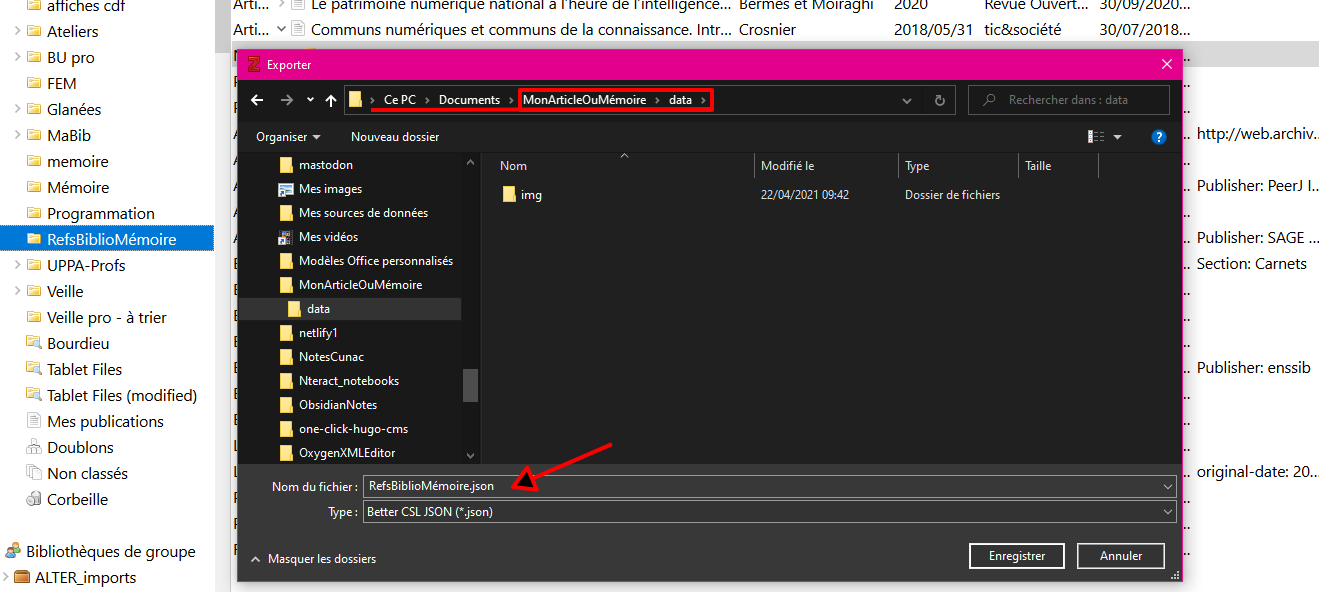 affiches cdf
Ateliers
BU pro
FEM
Glanées
MaBib
memoire
Mémoire
Programmation
RefsBiblioMémoire
UPPA-Profs
Veille
Veille pro - à trier
Bourdieu
Tablet Files
Tablet Files (modified)
Mes publications
Doublons
Non classés
Corbeille
Bibliothèques de groupe
ALTER_imports
Arti... Le patrimoine numérique national à l'heure de l'intelligence... Bermès et Moiraghi 2020 Revue Ouvert... 30/09/2020...
Arti... Communs numériques et communs de la connaissance. Intr... Crosnier 2018/05/31 tic&société 30/07/2018...
Exporter
Ce PC Documents MonArticleOuMémoire data
Rechercher dans : data
Organiser Nouveau dossier
Nom Modifié le Type Taille
img 22/04/2021 09:42 Dossier de fichiers
mastodon
Mes images
Mes sources de données
Mes vidéos
Modèles Office personnalisés
MonArticleOuMémoire
data
netlify1
NotesCunac
Nteract_notebooks
ObsidianNotes
one-click-hugo-cms
OxygenXMLEditor
Nom du fichier : RefsBiblioMémoire.json
Type : Better CSL JSON (*.json)
Masquer les dossiers
Enregistrer Annuler
http://web.archiv...
Publisher: PeerJ I...
Publisher: SAGE ...
Section: Carnets
Publisher: enssib
original-date: 20...